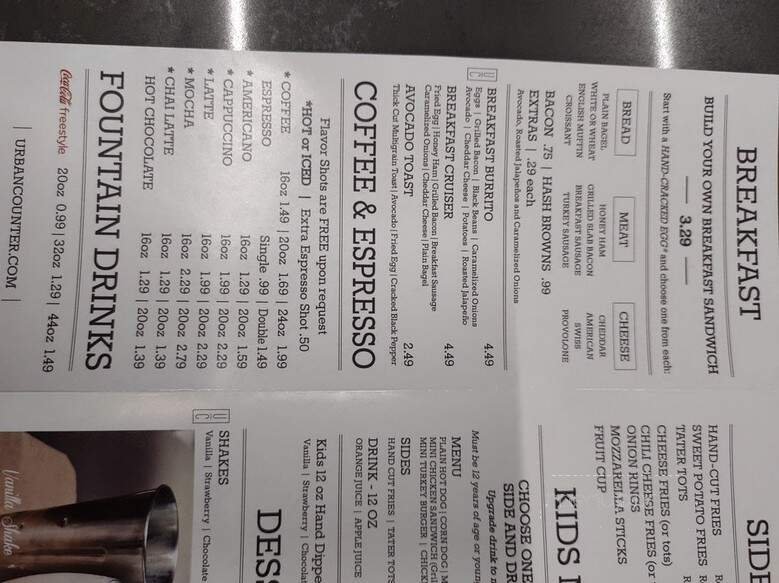 BREAKFAST
BUILD YOUR OWN BREAKFAST SANDWICH
3.29
Start with a HAND-CRACKED EGG* and choose one from each:
BREAD
PLAIN BAGEL
WHITE OR WHEAT
ENGLISH MUFFIN
CROISSANT
MEAT
HONEY HAM
GRILLED SLAB BACON
BREAKFAST SAUSAGE
TURKEY SAUSAGE
CHEESE
CHEDDAR
AMERICAN
SWISS
PROVOLONE
BACON .75 | HASH BROWNS .99
EXTRAS | .29 each
Avocado, Roasted Jalapeños and Caramelized Onions
UC
BREAKFAST BURRITO 4.49
Eggs | Grilled Bacon | Black Beans | Caramelized Onions
Avocado | Cheddar Cheese | Potatoes | Roasted Jalapeño
BREAKFAST CRUISER 4.49
Fried Egg | Honey Ham | Grilled Bacon | Breakfast Sausage
Caramelized Onions | Cheddar Cheese | Plain Bagel
AVOCADO TOAST 2.49
Thick Cut Multigrain Toast | Avocado | Fried Egg | Cracked Black Pepper
COFFEE & ESPRESSO
Flavor Shots are FREE upon request
*HOT or ICED | Extra Espresso Shot .50
* COFFEE 16oz 1.49 | 20oz 1.69 | 24oz 1.99
ESPRESSO Single .99 | Double 1.49
* AMERICANO 16oz 1.29 | 20oz 1.59
* CAPPUCCINO 16oz 1.99 | 20oz 2.29
* LATTE 16oz 1.99 | 20oz 2.29
* MOCHA 16oz 2.29 | 20oz 2.79
* CHAI LATTE 16oz 1.29 | 20oz 1.39
HOT CHOCOLATE 16oz 1.29 | 20oz 1.39
FOUNTAIN DRINKS
Coca-Cola freestyle 20oz 0.99 | 32oz 1.29 | 44oz 1.49
| URBANCOUNTER.COM |
SIDE
HAND-CUT FRIES
SWEET POTATO FRIES
TATER TOTS
CHEESE FRIES (or tots)
CHILI CHEESE FRIES (or
ONION RINGS
MOZZARELLA STICKS
FRUIT CUP
KIDS
CHOOSE ONE
SIDE AND DR
Must be 12 years of age or young
Upgrade drink to
MENU
PLAIN HOT DOG | CORN DOG | M
MINI CHICKEN SANDWICH (Gril
MINI TURKEY BURGER | CHICK
SIDES
HAND CUT FRIES | TATER TOTS
DRINK - 12 OZ
ORANGE JUICE | APPLE JUICE
Kids 12 oz Hand Dippe
Vanilla | Strawberry | Chocolat
DESS
UC
SHAKES
Vanilla | Strawberry | Chocolate
Vanilla Shake